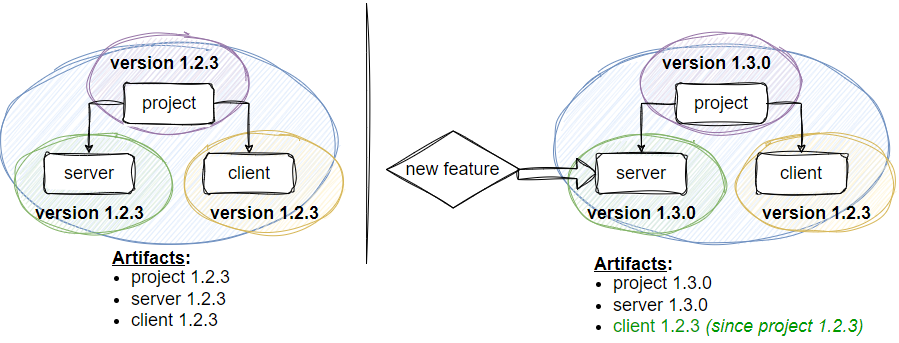 version 1.2.3
project
server
client
version 1.2.3
version 1.2.3
Artifacts:
• project 1.2.3
• server 1.2.3
• client 1.2.3
new feature
version 1.3.0
project
server
client
version 1.3.0
version 1.2.3
Artifacts:
• project 1.3.0
• server 1.3.0
• client 1.2.3 (since project 1.2.3)